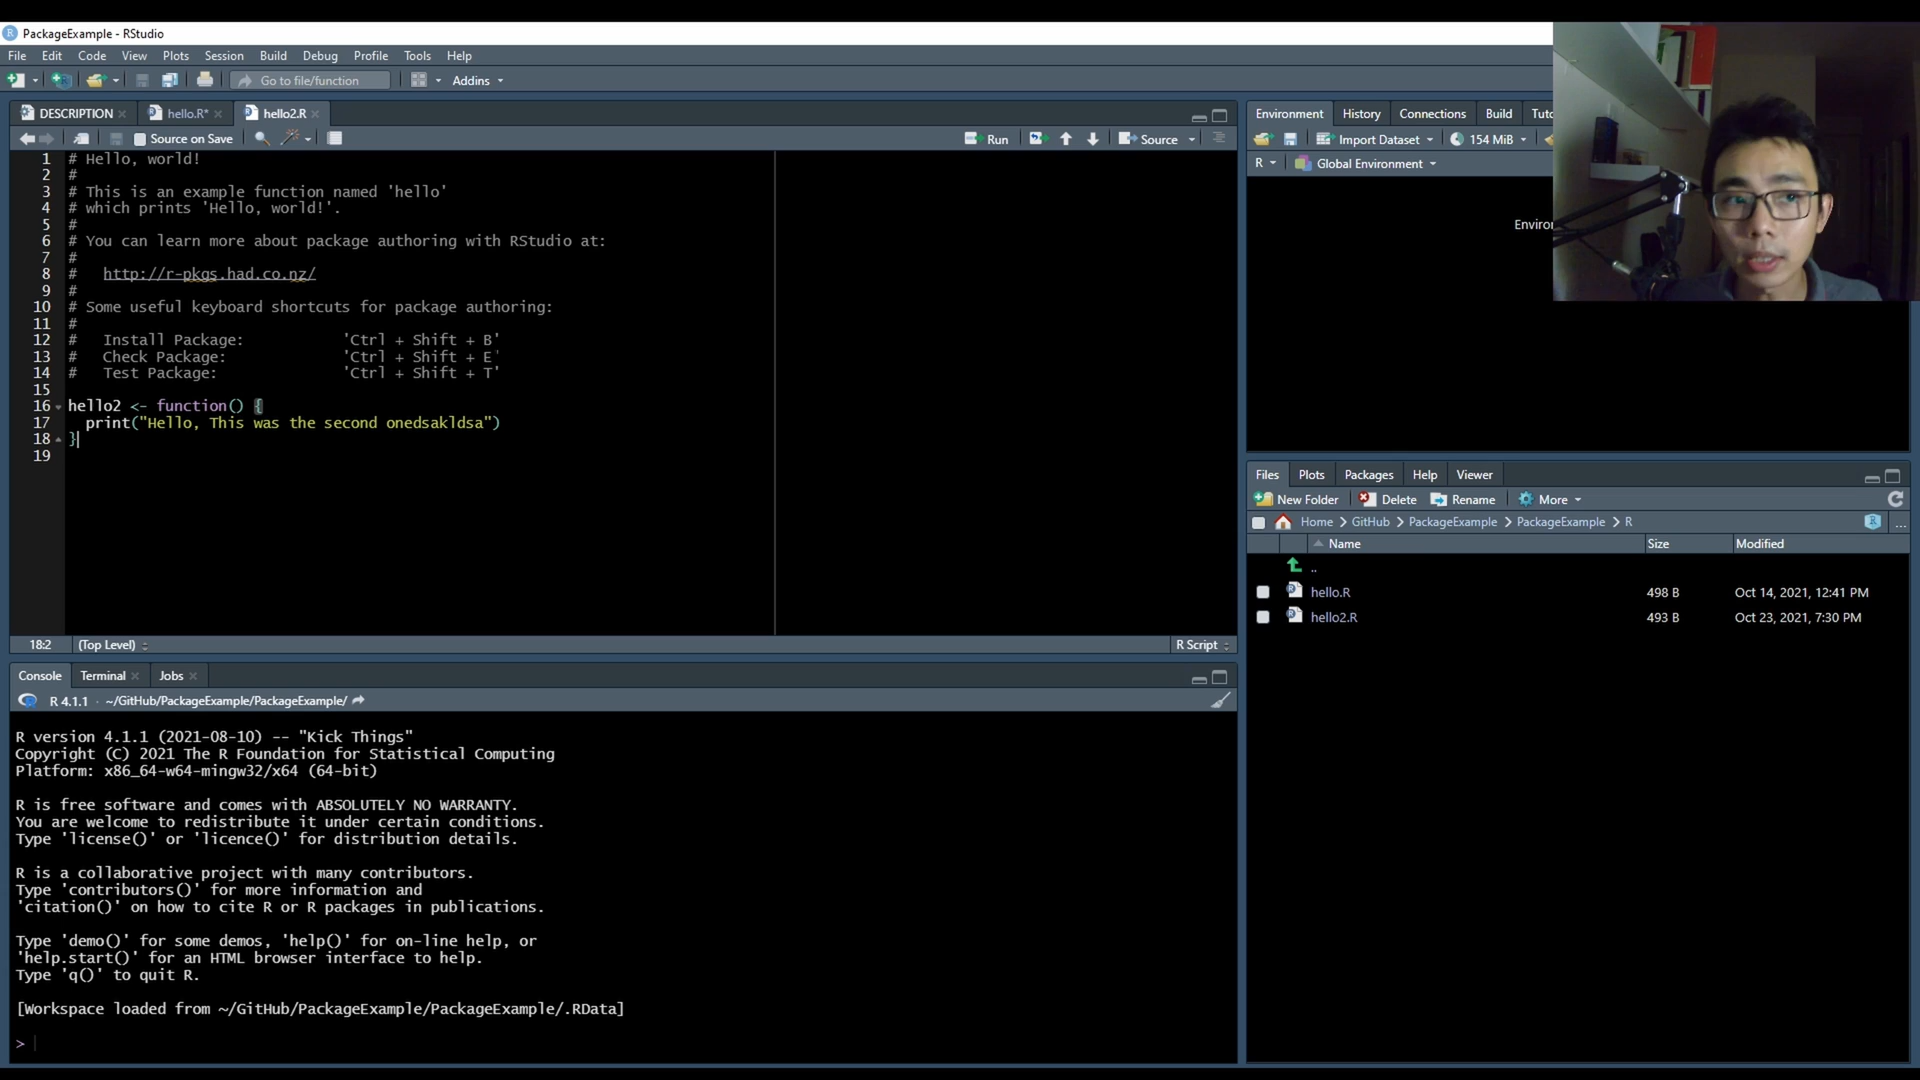 PackageExample - RStudio
File Edit Code View Plots Session Build Debug Profile Tools Help
Go to file/function Addins
DESCRIPTION hello.R* hello2.R
Source on Save Run Source
1 # Hello, world!
2 #
3 # This is an example function named 'hello'
4 # which prints 'Hello, world!'.
5 #
6 # You can learn more about package authoring with RStudio at:
7 #
8 # http://r-pkgs.had.co.nz/
9 #
10 # Some useful keyboard shortcuts for package authoring:
11 #
12 # Install Package: 'Ctrl + Shift + B'
13 # Check Package: 'Ctrl + Shift + E'
14 # Test Package: 'Ctrl + Shift + T'
15
16 hello2 <- function() {
17 print("Hello, This was the second onedsakldsa")
18 }
19
18:2 (Top Level) R Script
Console Terminal Jobs
R 4.1.1 · ~/GitHub/PackageExample/PackageExample/
R version 4.1.1 (2021-08-10) -- "Kick Things"
Copyright (C) 2021 The R Foundation for Statistical Computing
Platform: x86_64-w64-mingw32/x64 (64-bit)
R is free software and comes with ABSOLUTELY NO WARRANTY.
You are welcome to redistribute it under certain conditions.
Type 'license()' or 'licence()' for distribution details.
R is a collaborative project with many contributors.
Type 'contributors()' for more information and
'citation()' on how to cite R or R packages in publications.
Type 'demo()' for some demos, 'help()' for on-line help, or
'help.start()' for an HTML browser interface to help.
Type 'q()' to quit R.
[Workspace loaded from ~/GitHub/PackageExample/PackageExample/.RData]
>
Environment History Connections Build Tuto
Import Dataset 154 MiB
R Global Environment
Environ
Files Plots Packages Help Viewer
New Folder Delete Rename More
Home > GitHub > PackageExample > PackageExample > R ...
Name Size Modified
..
hello.R 498 B Oct 14, 2021, 12:41 PM
hello2.R 493 B Oct 23, 2021, 7:30 PM